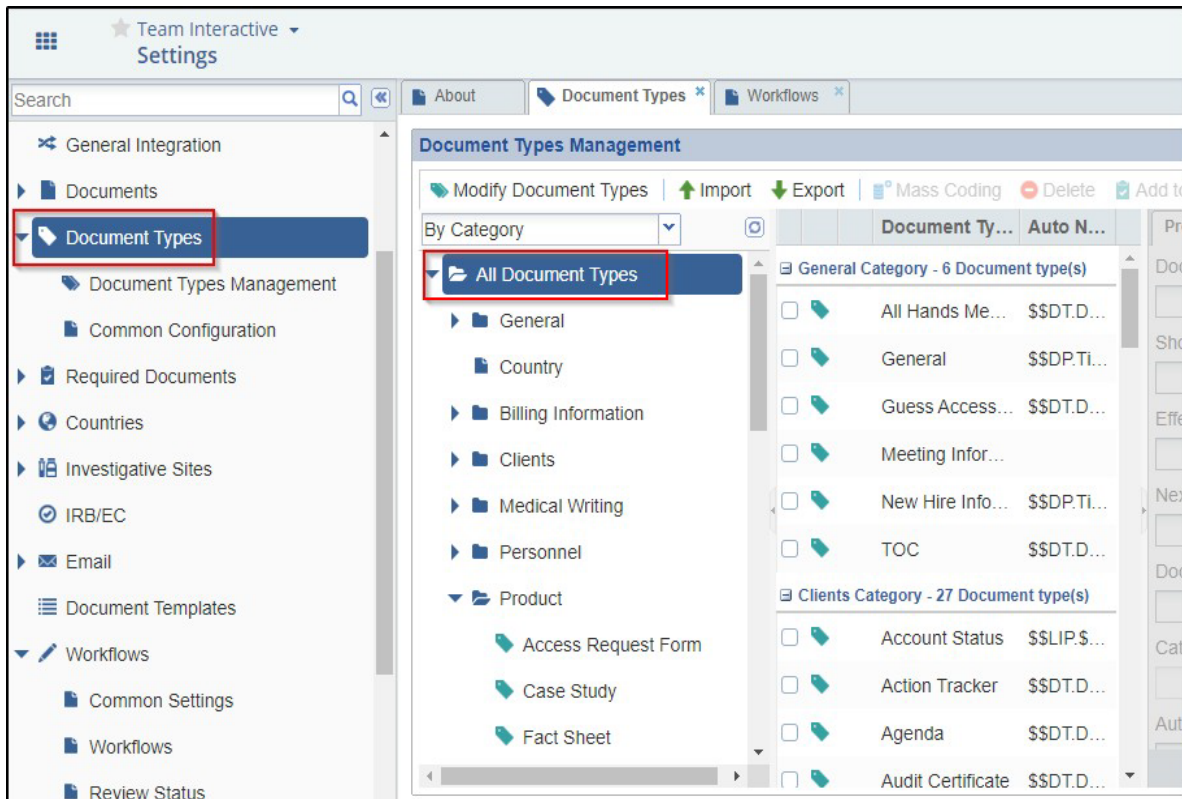 Team Interactive
Settings
Search
General Integration
Documents
Document Types
Document Types Management
Common Configuration
Required Documents
Countries
Investigative Sites
IRB/EC
Email
Document Templates
Workflows
Common Settings
Workflows
Review Status
About
Document Types
Workflows
Document Types Management
Modify Document Types
Import
Export
Mass Coding
Delete
Add to
By Category
All Document Types
General
Country
Billing Information
Clients
Medical Writing
Personnel
Product
Access Request Form
Case Study
Fact Sheet
Document Ty... Auto N...
General Category - 6 Document type(s)
All Hands Me... $$DT.D...
General $$DP.Ti...
Guess Access... $$DT.D...
Meeting Infor...
New Hire Info... $$DP.Ti...
TOC $$DT.D...
Clients Category - 27 Document type(s)
Account Status $$LIP.$...
Action Tracker $$DT.D...
Agenda $$DT.D...
Audit Certificate $$DT.D...